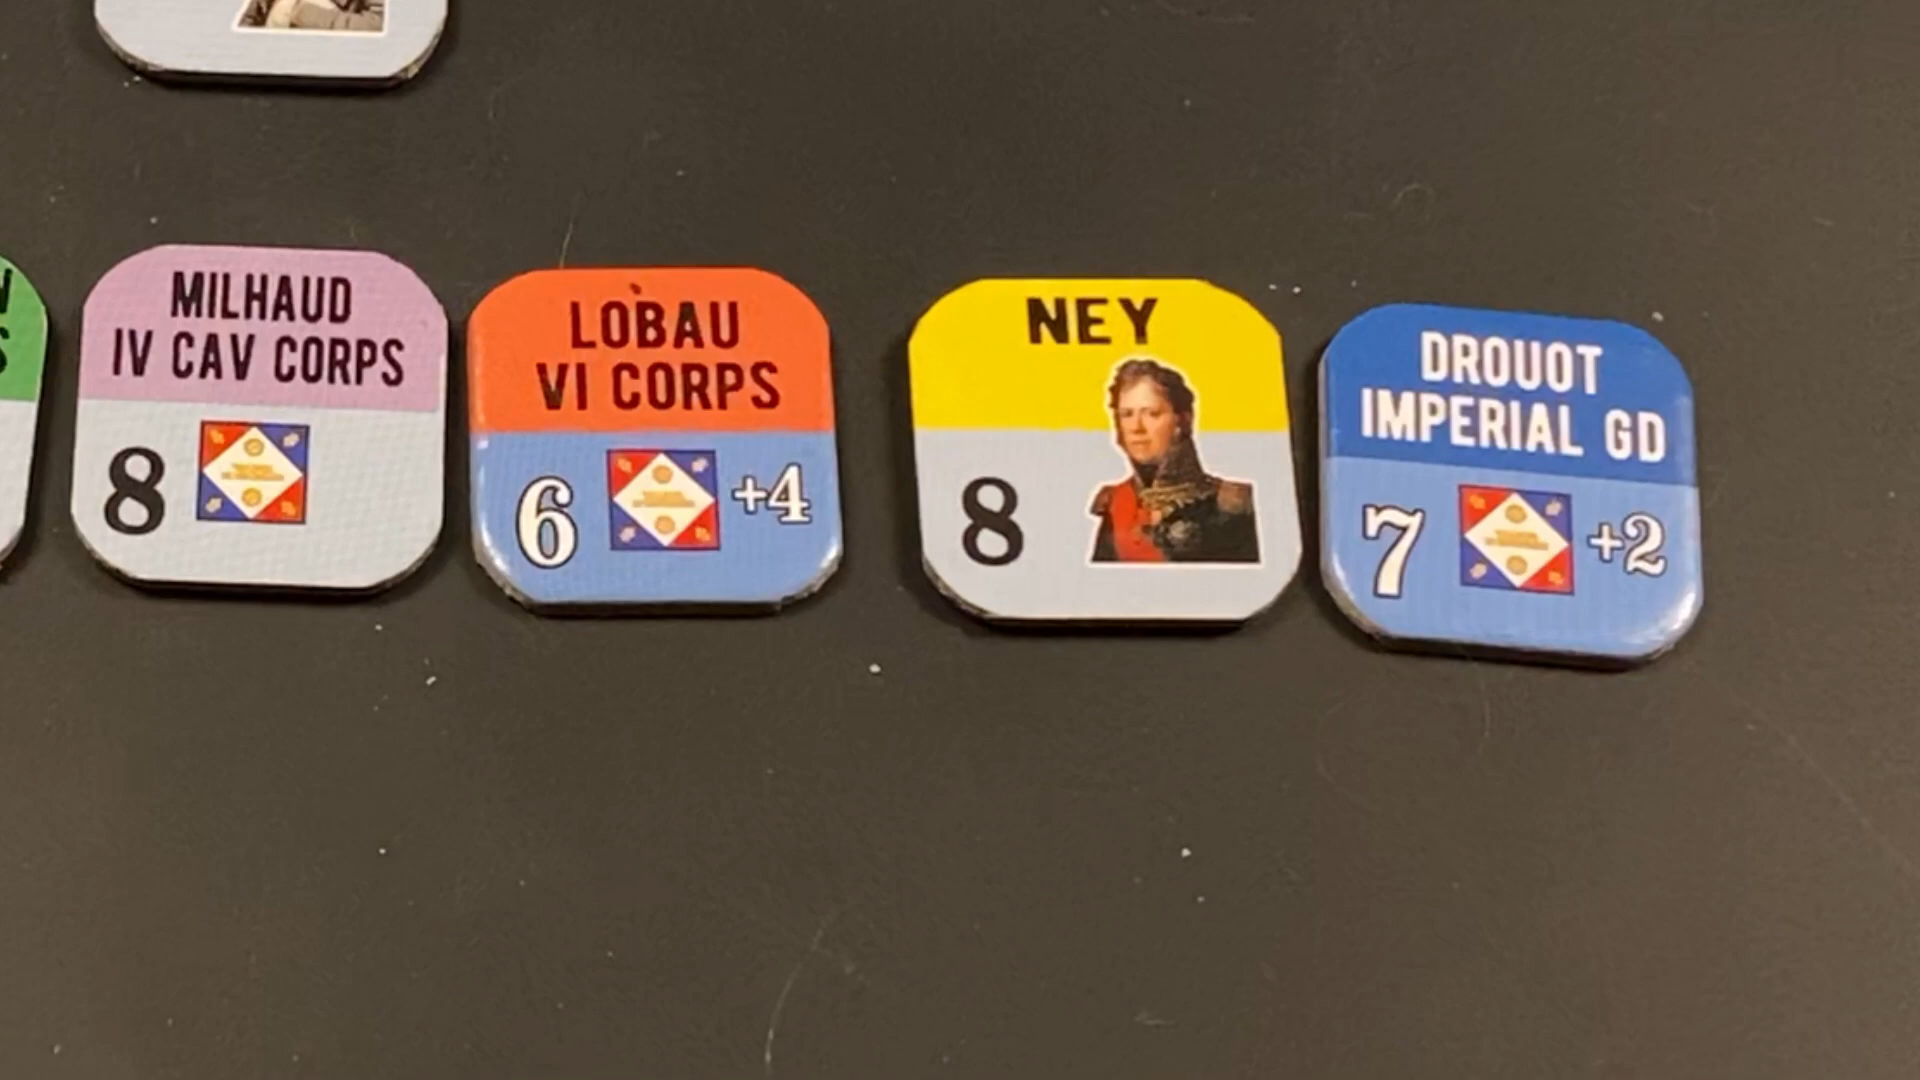 MILHAUD
IV CAV CORPS
8
LOBAU
VI CORPS
6 +4
NEY
8
DROUOT
IMPERIAL GD
7 +2